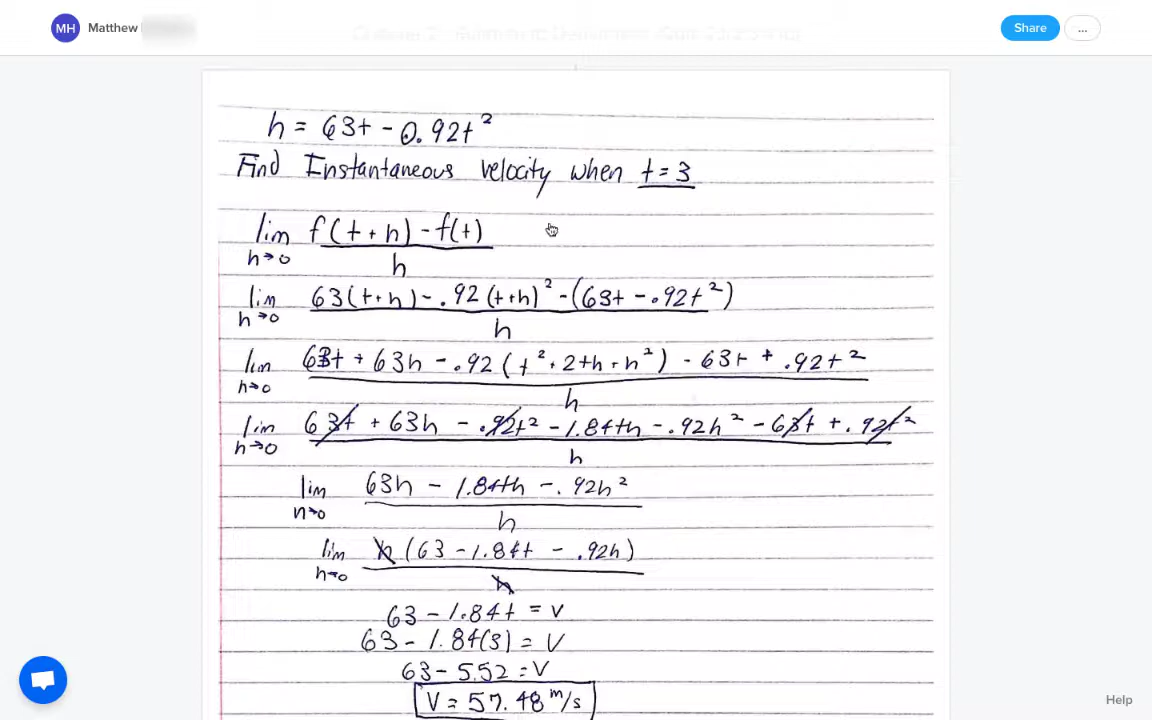 MH Matthew
Share
...
h = 63t - 0.92t²
Find Instantaneous velocity when t = 3
lim f(t+h) - f(t)
h→0 h
lim 63(t+h) - .92(t+h)² - (63t - .92t²)
h→0 h
lim 63t + 63h - .92(t² + 2th + h²) - 63t + .92t²
h→0 h
lim 63t + 63h - .92t² - 1.84th - .92h² - 63t + .92t²
h→0 h
lim 63h - 1.84th - .92h²
h→0 h
lim h(63 - 1.84t - .92h)
h→0 h
63 - 1.84t = V
63 - 1.84(3) = V
63 - 5.52 = V
V = 57.48 m/s
Help